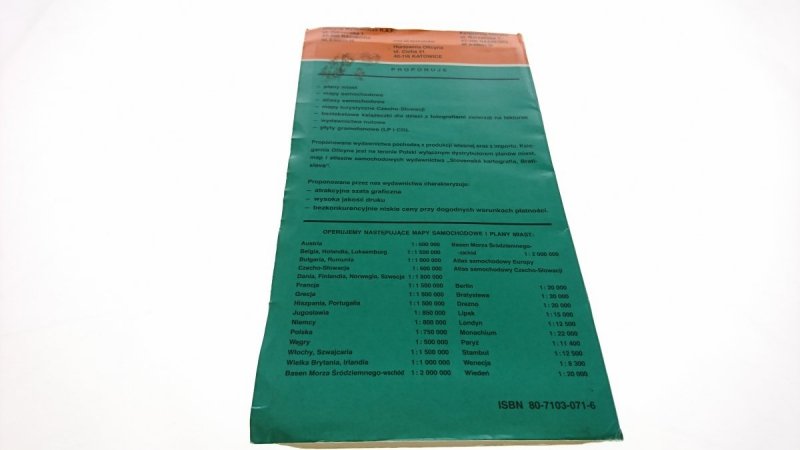 Hurtownia Oficyna
ul. Cicha 31
KATOWICE
PROPONUJE
– plany miast
– mapy samochodowe
– atlasy samochodowe
– mapy turystyczne Czecho-Słowacji
– beztekstowe książeczki dla dzieci z fotografiami zwierząt na tekturze
– wydawnictwa nutowe
– płyty gramofonowe (LP i CD).
Proponowane wydawnictwa pochodzą z produkcji własnej oraz z importu. Księ-
garnia Oficyna jest na terenie Polski wyłącznym dystrybutorem planów miast,
map i atlasów samochodowych wydawnictwa „Slovenska kartografia, Brati-
slava".
Proponowane przez nas wydawnictwa charakteryzuje:
– atrakcyjna szata graficzna
– wysoka jakość druku
– bezkonkurencyjnie niskie ceny przy dogodnych warunkach płatności.
OFERUJEMY NASTĘPUJĄCE MAPY SAMOCHODOWE I PLANY MIAST:
Austria 1 : 600 000
Belgia, Holandia, Luksemburg 1 : 1 500 000
Bułgaria, Rumunia 1 : 1 000 000
Czecho-Słowacja 1 : 600 000
Dania, Finlandia, Norwegia, Szwecja 1 : 1 800 000
Francja 1 : 1 500 000
Grecja 1 : 1 500 000
Hiszpania, Portugalia 1 : 1 500 000
Jugosławia 1 : 850 000
Niemcy 1 : 800 000
Polska 1 : 750 000
Węgry 1 : 500 000
Włochy, Szwajcaria 1 : 1 500 000
Wielka Brytania, Irlandia 1 : 1 000 000
Basen Morza Śródziemnego-wschód 1 : 2 000 000
Basen Morza Śródziemnego-
-zachód 1 : 2 000 000
Atlas samochodowy Europy
Atlas samochodowy Czecho-Słowacji
Berlin 1 : 20 000
Bratysława 1 : 20 000
Drezno 1 : 20 000
Lipsk 1 : 15 000
Londyn 1 : 12 500
Monachium 1 : 22 000
Paryż 1 : 11 400
Stambuł 1 : 12 500
Wenecja 1 : 5 300
Wiedeń 1 : 20 000
ISBN 80-7103-071-6